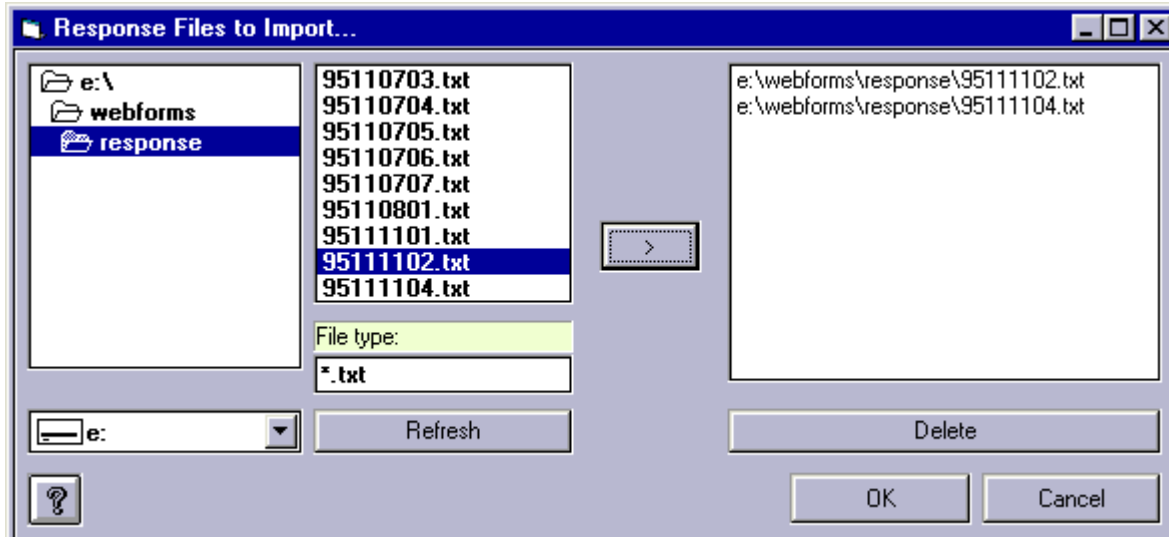 Response Files to Import...
e:\
webforms
response
95110703.txt
95110704.txt
95110705.txt
95110706.txt
95110707.txt
95110801.txt
95111101.txt
95111102.txt
95111104.txt
File type:
*.txt
e:
Refresh
>
e:\webforms\response\95111102.txt
e:\webforms\response\95111104.txt
Delete
?
OK
Cancel